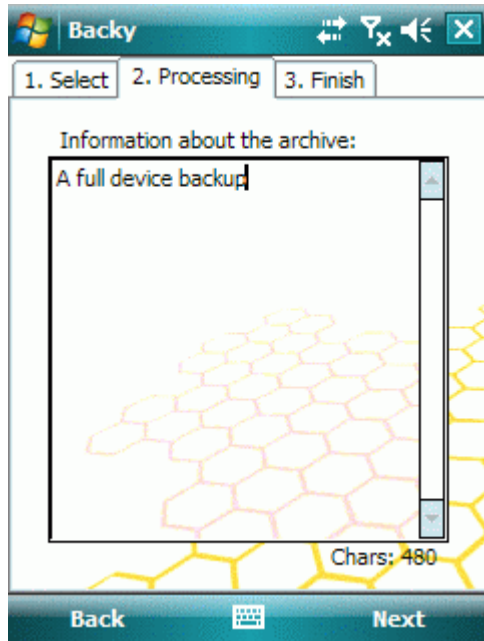 Backy
1. Select 2. Processing 3. Finish
Information about the archive:
A full device backup
Chars: 480
Back Next